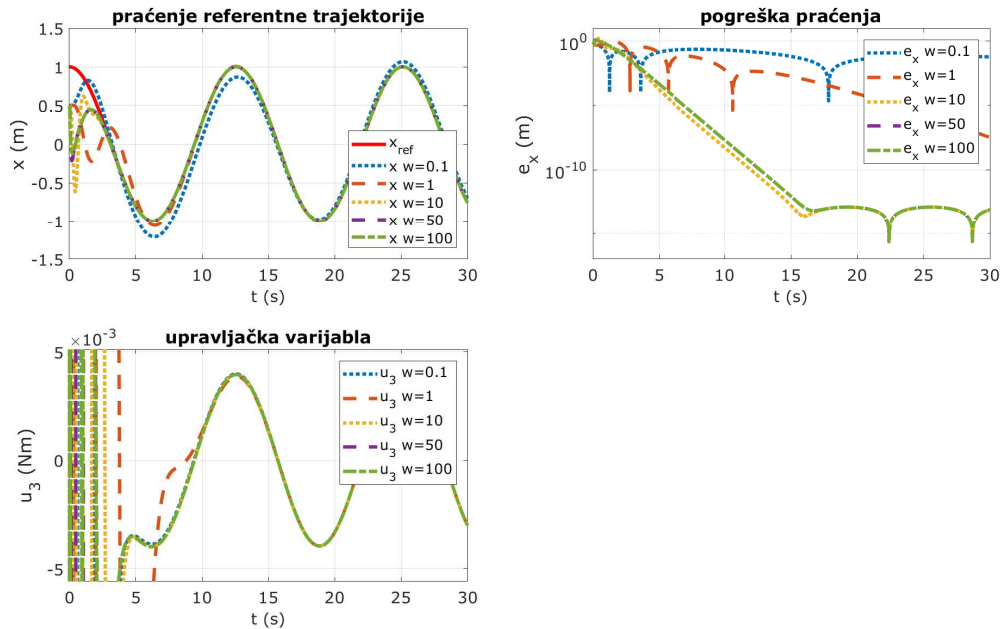 praćenje referentne trajektorije
1.5
1
0.5
0
-0.5
-1
-1.5
x (m)
0 5 10 15 20 25 30
t (s)
x_ref
x w=0.1
x w=1
x w=10
x w=50
x w=100
pogreška praćenja
10^0
10^-10
e_x (m)
0 5 10 15 20 25 30
t (s)
e_x w=0.1
e_x w=1
e_x w=10
e_x w=50
e_x w=100
upravljačka varijabla
×10^-3
5
0
-5
u_3 (Nm)
0 5 10 15 20 25 30
t (s)
u_3 w=0.1
u_3 w=1
u_3 w=10
u_3 w=50
u_3 w=100